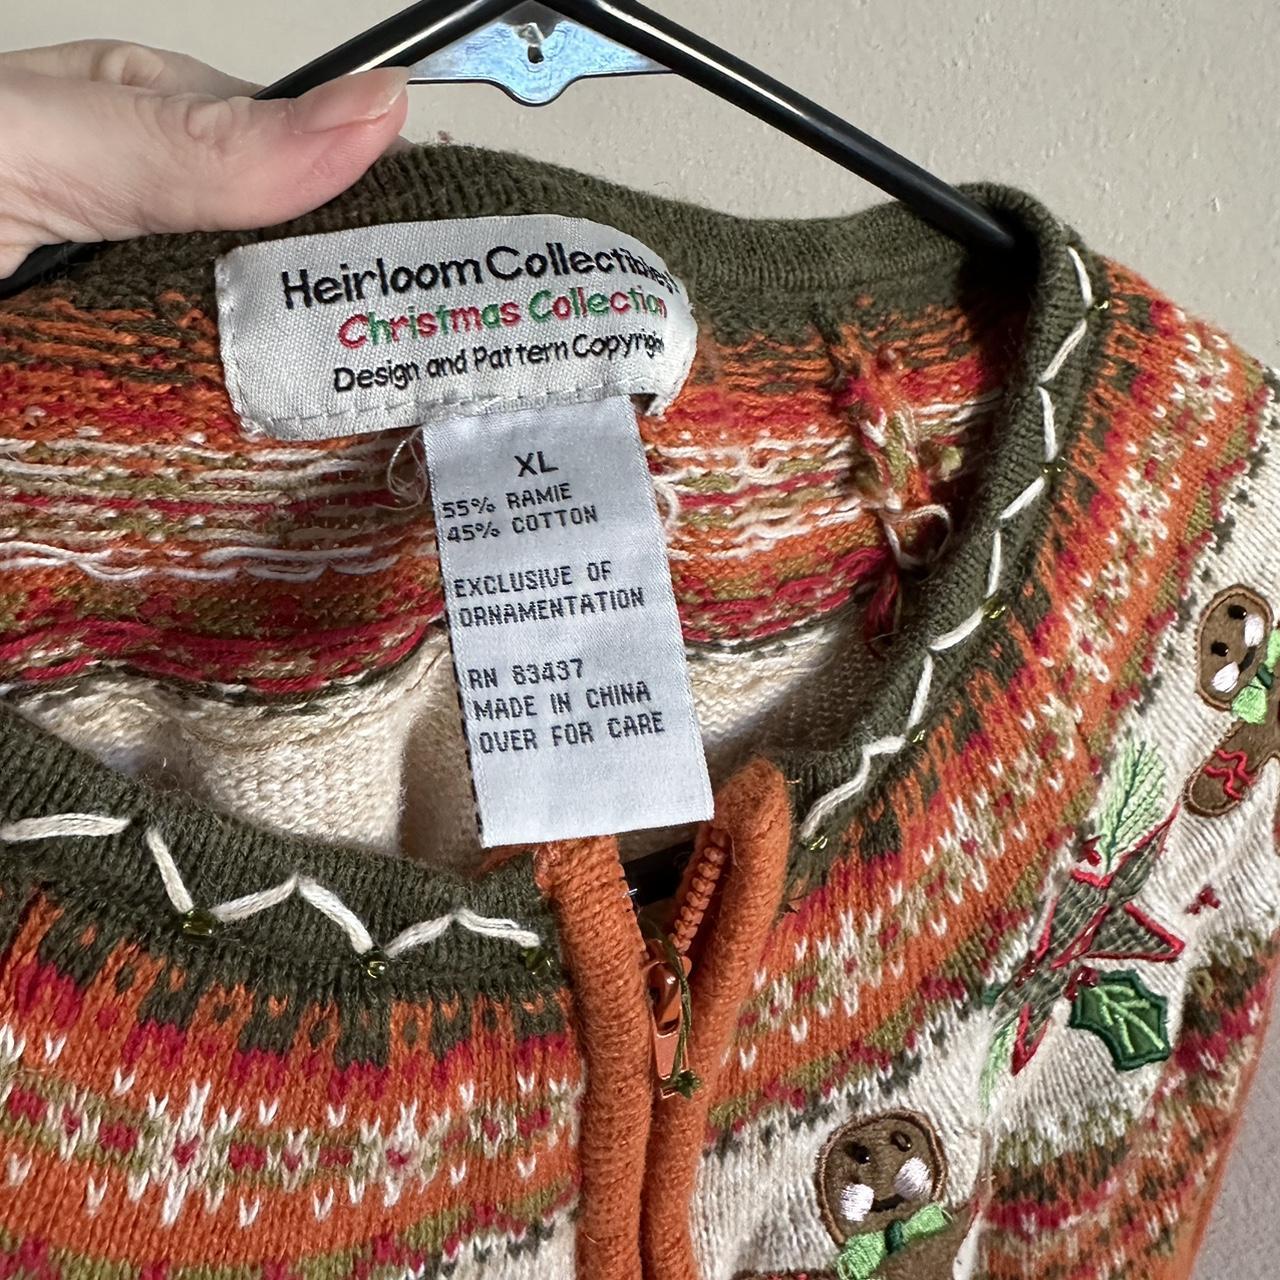 Heirloom Collectibles
Christmas Collection
Design and Pattern Copyright
XL
55% RAMIE
45% COTTON
EXCLUSIVE OF
ORNAMENTATION
RN 83437
MADE IN CHINA
OVER FOR CARE